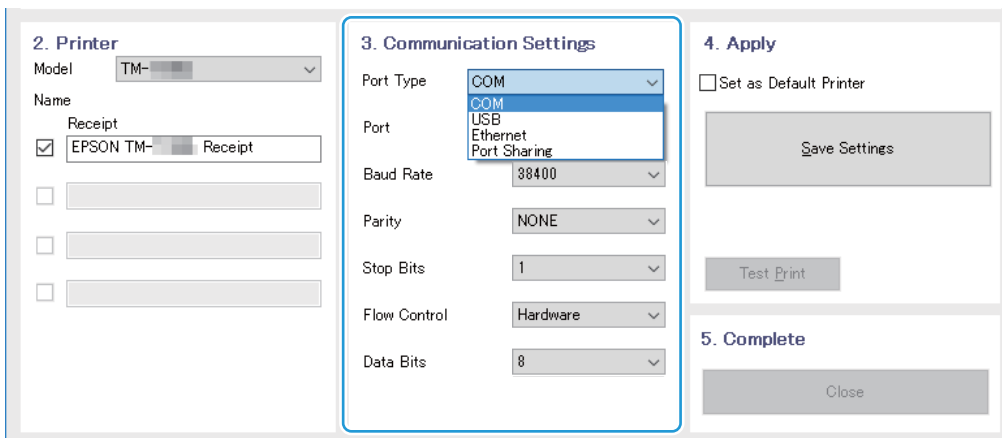 2. Printer
Model TM-
Name
Receipt
EPSON TM- Receipt
3. Communication Settings
Port Type COM
COM
USB
Ethernet
Port Sharing
Port
Baud Rate 38400
Parity NONE
Stop Bits 1
Flow Control Hardware
Data Bits 8
4. Apply
Set as Default Printer
Save Settings
Test Print
5. Complete
Close